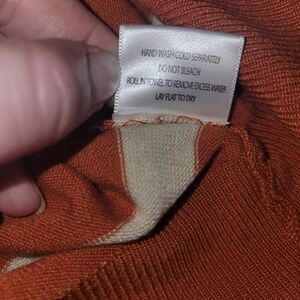 HAND WASH COLD SEPARATELY
DO NOT BLEACH
ROLL IN TOWEL TO REMOVE EXCESS WATER
LAY FLAT TO DRY